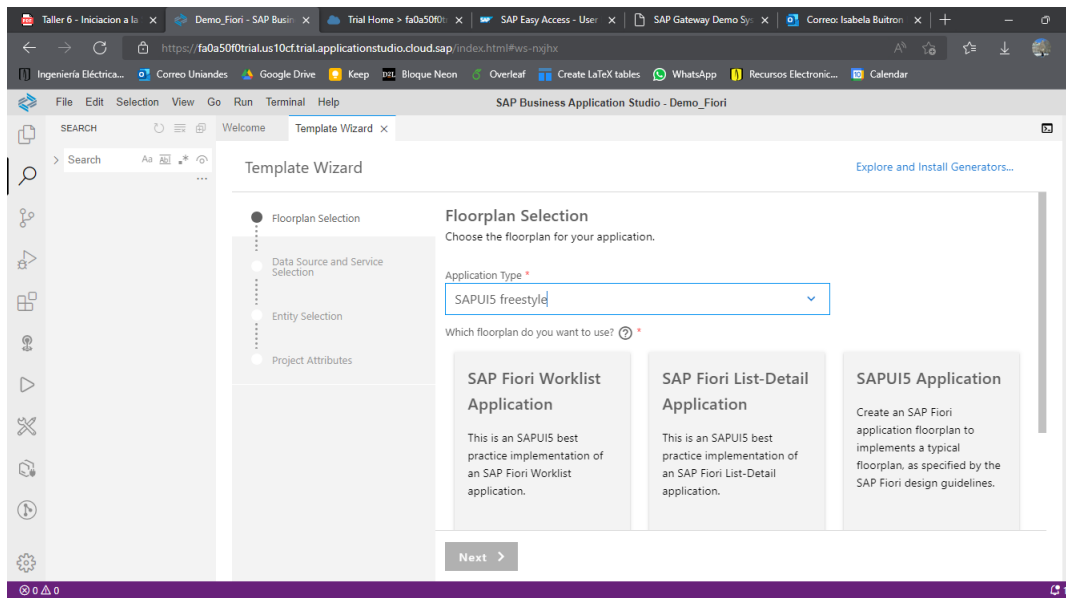 Taller 6 - Iniciacion a la
Demo_Fiori - SAP Busin
Trial Home > fa0a50f0tr
SAP Easy Access - User
SAP Gateway Demo Sys
Correo: Isabela Buitron
https://fa0a50f0trial.us10cf.trial.applicationstudio.cloud.sap/index.html#ws-nxjhx
Ingeniería Eléctrica...
Correo Uniandes
Google Drive
Keep
D2L
Bloque Neon
Overleaf
Create LaTeX tables
WhatsApp
Recursos Electronic...
Calendar
File Edit Selection View Go Run Terminal Help
SAP Business Application Studio - Demo_Fiori
SEARCH
Welcome
Template Wizard
Search
Aa Abl .*
Template Wizard
Explore and Install Generators...
Floorplan Selection
Data Source and Service
Selection
Entity Selection
Project Attributes
Floorplan Selection
Choose the floorplan for your application.
Application Type *
SAPUI5 freestyle
Which floorplan do you want to use? ? *
SAP Fiori Worklist
Application
This is an SAPUI5 best
practice implementation of
an SAP Fiori Worklist
application.
SAP Fiori List-Detail
Application
This is an SAPUI5 best
practice implementation of
an SAP Fiori List-Detail
application.
SAPUI5 Application
Create an SAP Fiori
application floorplan to
implements a typical
floorplan, as specified by the
SAP Fiori design guidelines.
Next >
0 0
1